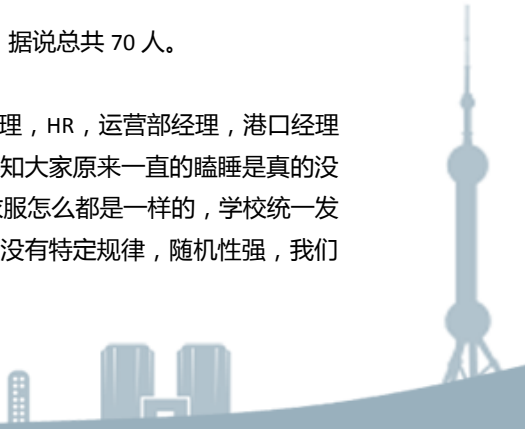 ，据说总共 70 人。
理，HR，运营部经理，港口经理
知大家原来一直的瞌睡是真的没
服怎么都是一样的，学校统一发
没有特定规律，随机性强，我们